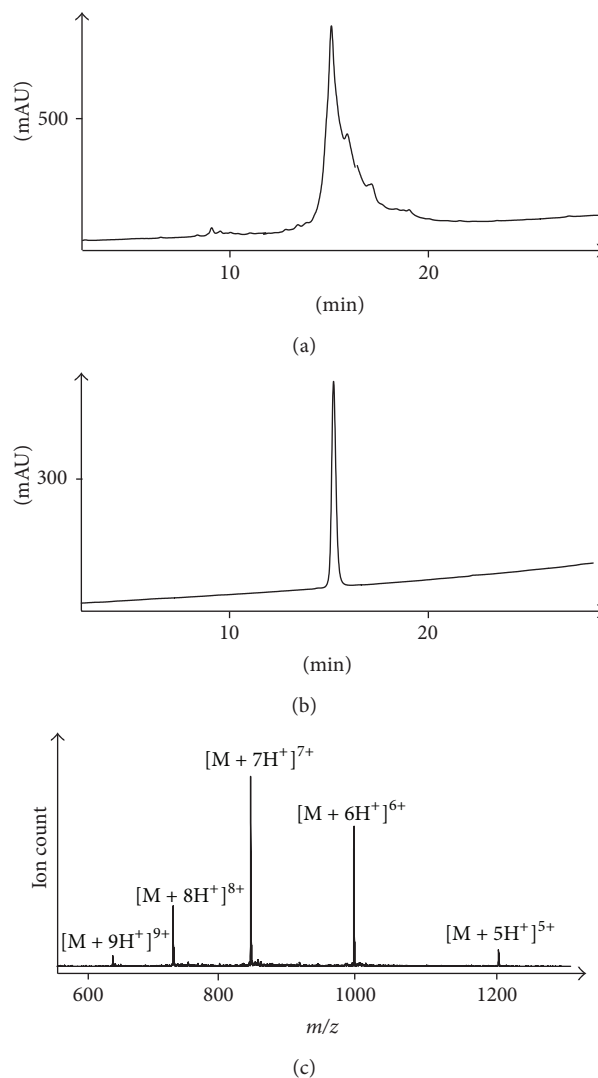 (mAU)
500
10
20
(min)
(a)
(mAU)
300
10
20
(min)
(b)
Ion count
[M + 7H⁺]⁷⁺
[M + 6H⁺]⁶⁺
[M + 8H⁺]⁸⁺
[M + 9H⁺]⁹⁺
[M + 5H⁺]⁵⁺
600
800
1000
1200
m/z
(c)